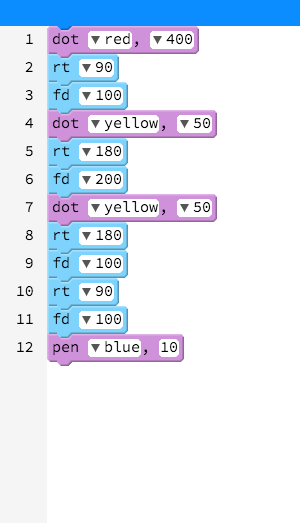 1 dot ▼red, ▼400
2 rt ▼90
3 fd ▼100
4 dot ▼yellow, ▼50
5 rt ▼180
6 fd ▼200
7 dot ▼yellow, ▼50
8 rt ▼180
9 fd ▼100
10 rt ▼90
11 fd ▼100
12 pen ▼blue, 10